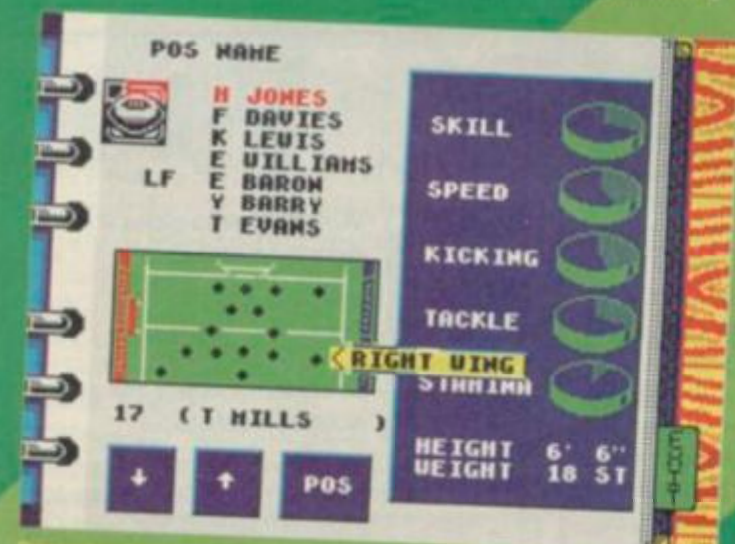 POS NAME
H JONES
F DAVIES
K LEWIS
E WILLIAMS
LF E BARON
Y BARRY
T EVANS
SKILL
SPEED
KICKING
TACKLE
RIGHT WING
STAMINA
17 ( T MILLS )
HEIGHT 6' 6"
WEIGHT 18 ST
POS